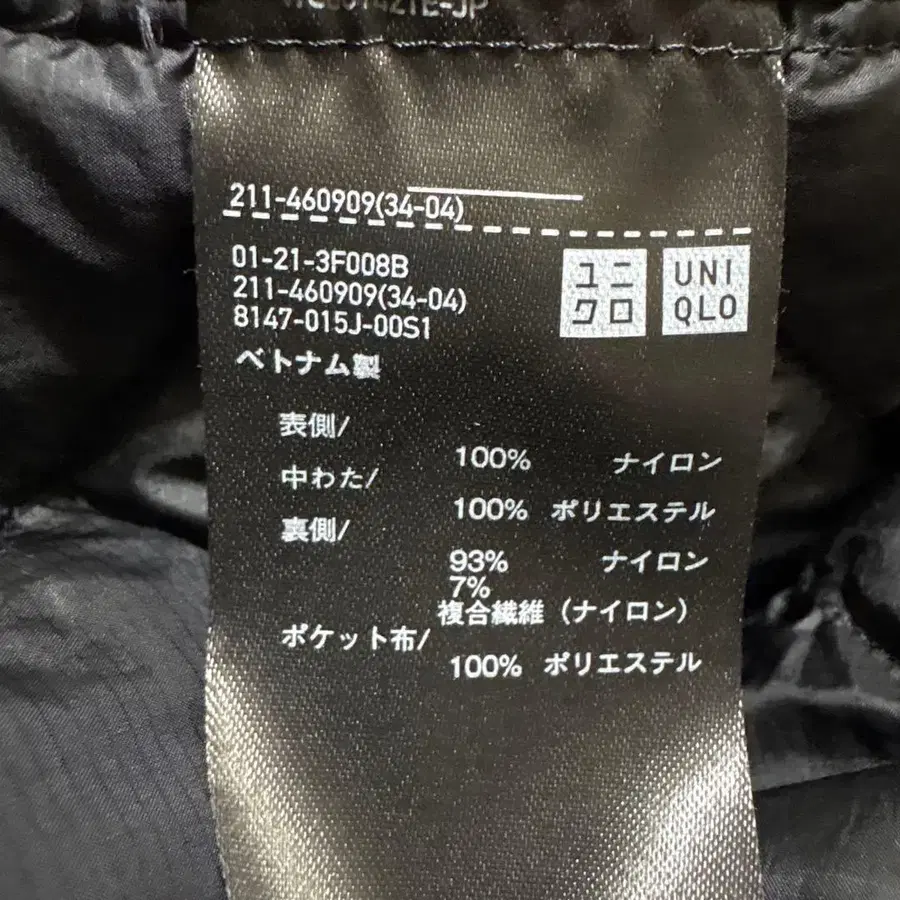 211-460909(34-04)
01-21-3F008B
211-460909(34-04)
8147-015J-00S1
ユニ
クロ
UNI
QLO
ベトナム製
表側/
100% ナイロン
中わた/
100% ポリエステル
裏側/
93% ナイロン
7%
複合繊維(ナイロン)
ポケット布/
100% ポリエステル